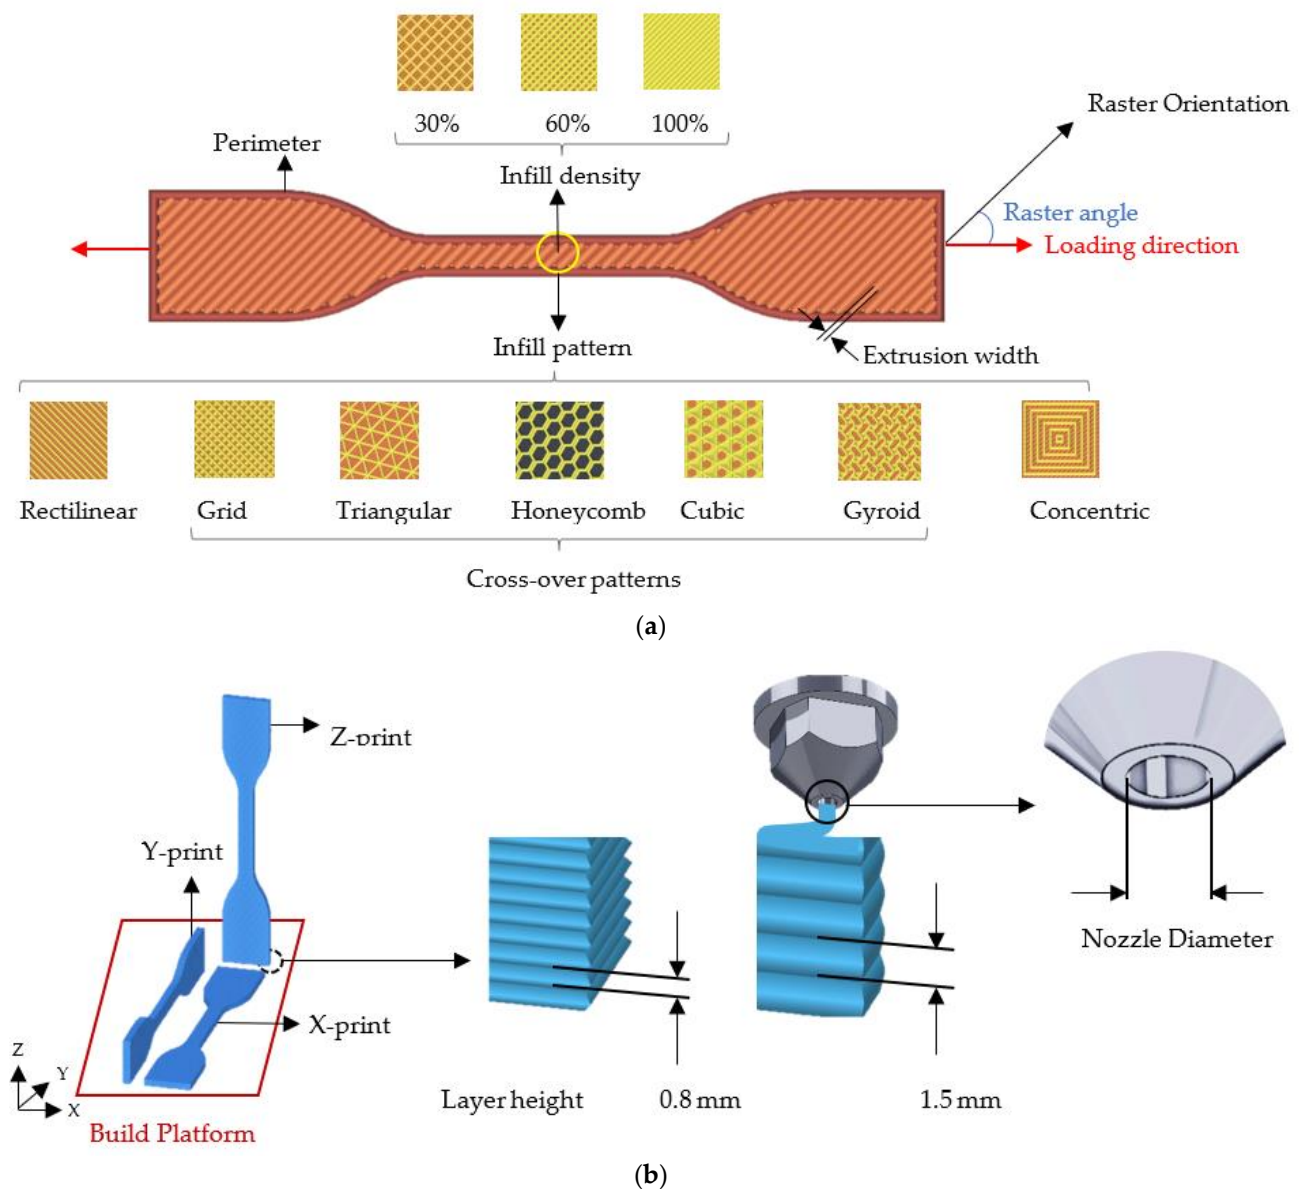 30% 60% 100%
Raster Orientation
Perimeter
Infill density
Raster angle
Loading direction
Infill pattern
Extrusion width
Rectilinear Grid Triangular Honeycomb Cubic Gyroid Concentric
Cross-over patterns
(a)
Z-print
Y-print
Nozzle Diameter
X-print
Z
Y
X
Layer height 0.8 mm 1.5 mm
Build Platform
(b)